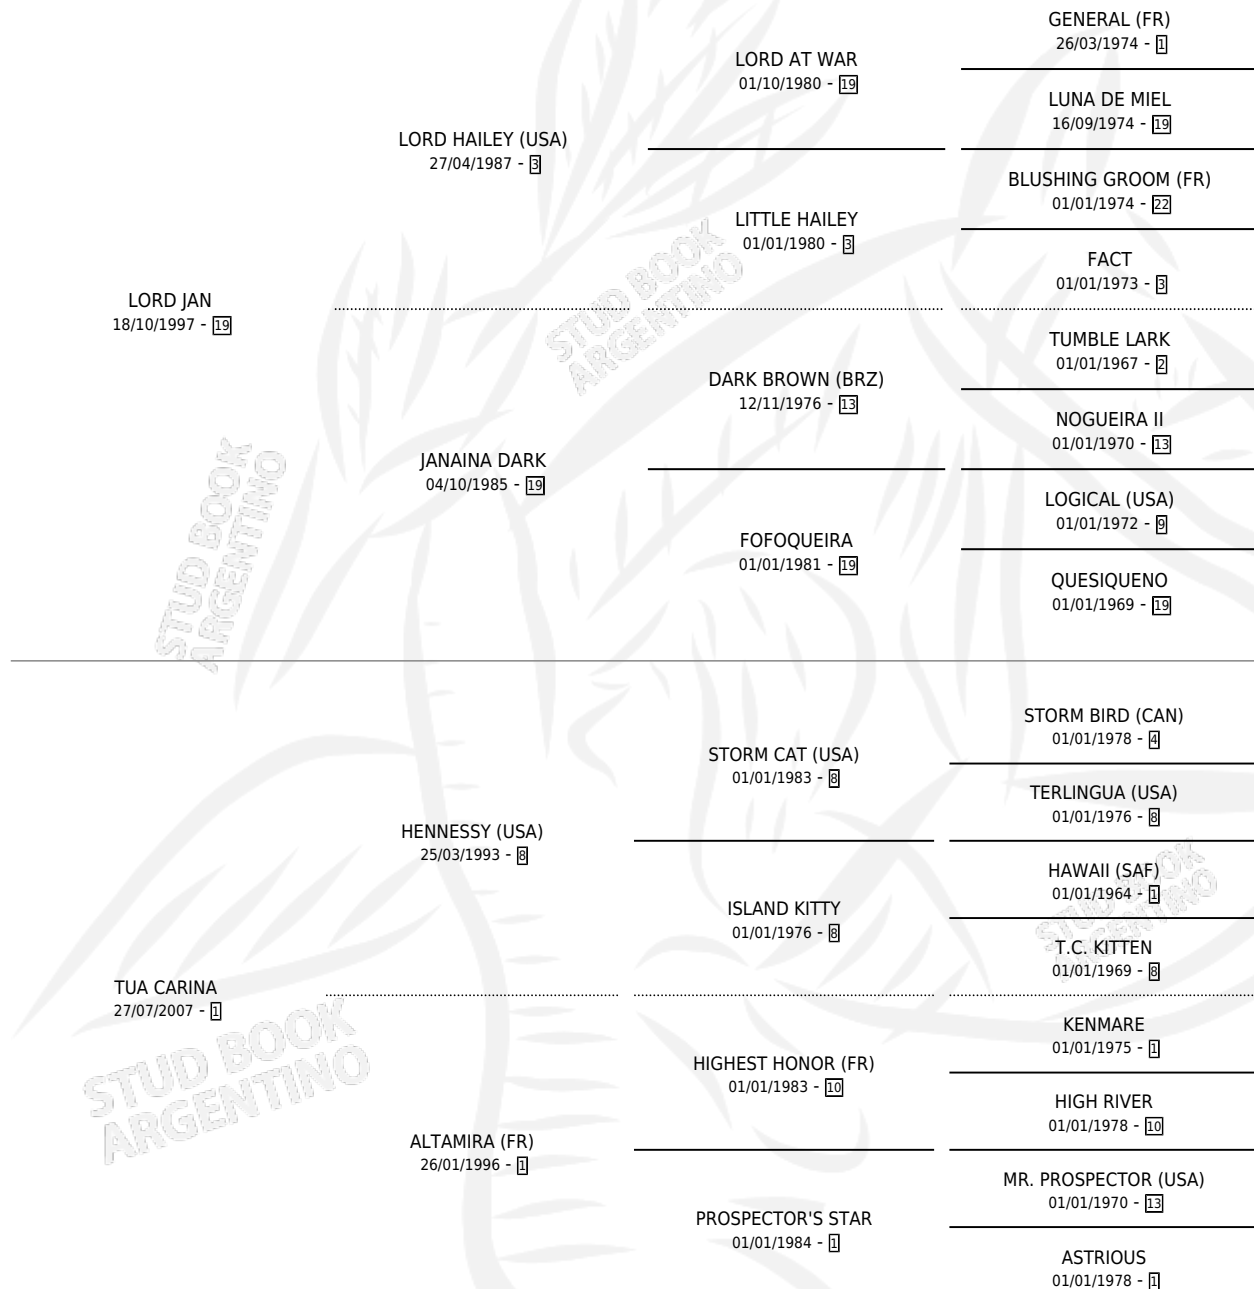 GENERAL (FR)
26/03/1974 - 1
LORD AT WAR
01/10/1980 - 19
LUNA DE MIEL
16/09/1974 - 19
LORD HAILEY (USA)
27/04/1987 - 3
BLUSHING GROOM (FR)
01/01/1974 - 22
LITTLE HAILEY
01/01/1980 - 3
FACT
01/01/1973 - 3
LORD JAN
18/10/1997 - 19
TUMBLE LARK
01/01/1967 - 2
DARK BROWN (BRZ)
12/11/1976 - 13
NOGUEIRA II
01/01/1970 - 13
JANAINA DARK
04/10/1985 - 19
LOGICAL (USA)
01/01/1972 - 9
FOFOQUEIRA
01/01/1981 - 19
QUESIQUENO
01/01/1969 - 19
STORM BIRD (CAN)
01/01/1978 - 4
STORM CAT (USA)
01/01/1983 - 8
TERLINGUA (USA)
01/01/1976 - 8
HENNESSY (USA)
25/03/1993 - 8
HAWAII (SAF)
01/01/1964 - 1
ISLAND KITTY
01/01/1976 - 8
T.C. KITTEN
01/01/1969 - 8
TUA CARINA
27/07/2007 - 1
KENMARE
01/01/1975 - 1
HIGHEST HONOR (FR)
01/01/1983 - 10
HIGH RIVER
01/01/1978 - 10
ALTAMIRA (FR)
26/01/1996 - 1
MR. PROSPECTOR (USA)
01/01/1970 - 13
PROSPECTOR'S STAR
01/01/1984 - 1
ASTRIOUS
01/01/1978 - 1
STUD BOOK
ARGENTINO
STUD BOOK
ARGENTINO
STUD BOOK
ARGENTINO
STUD BOOK
ARGENTINO